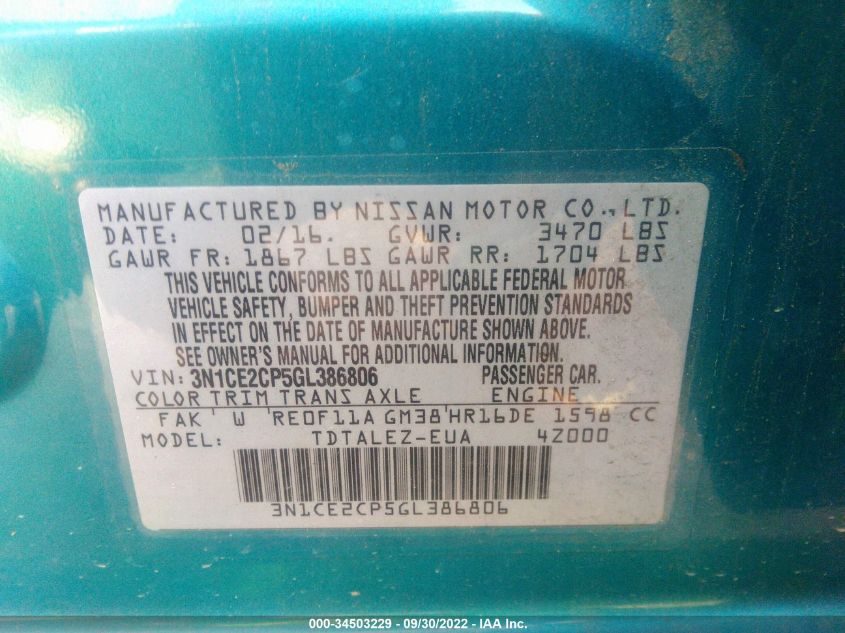 MANUFACTURED BY NISSAN MOTOR CO., LTD.
DATE: 02/16. GVWR: 3470 LBS
GAWR FR: 1867 LBS GAWR RR: 1704 LBS
THIS VEHICLE CONFORMS TO ALL APPLICABLE FEDERAL MOTOR
VEHICLE SAFETY, BUMPER AND THEFT PREVENTION STANDARDS
IN EFFECT ON THE DATE OF MANUFACTURE SHOWN ABOVE.
SEE OWNER'S MANUAL FOR ADDITIONAL INFORMATION.
VIN: 3N1CE2CP5GL386806 PASSENGER CAR.
COLOR TRIM TRANS AXLE ENGINE
FAK W RE0F11A GM38 HR16DE 1598 CC
MODEL: TDTALEZ-EUA 4Z000
3N1CE2CP5GL386806
000-34503229 - 09/30/2022 - IAA Inc.